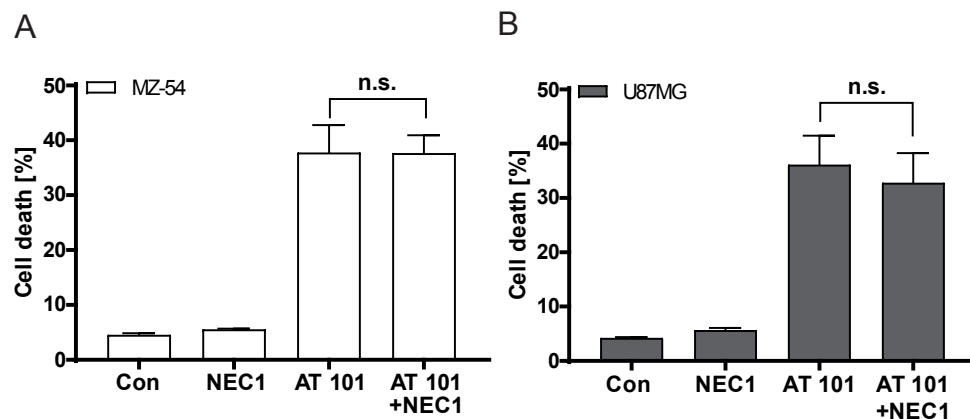 A
MZ-54
n.s.
Cell death [%]
50
40
30
20
10
0
Con
NEC1
AT 101
AT 101
+NEC1
B
U87MG
n.s.
Cell death [%]
50
40
30
20
10
0
Con
NEC1
AT 101
AT 101
+NEC1